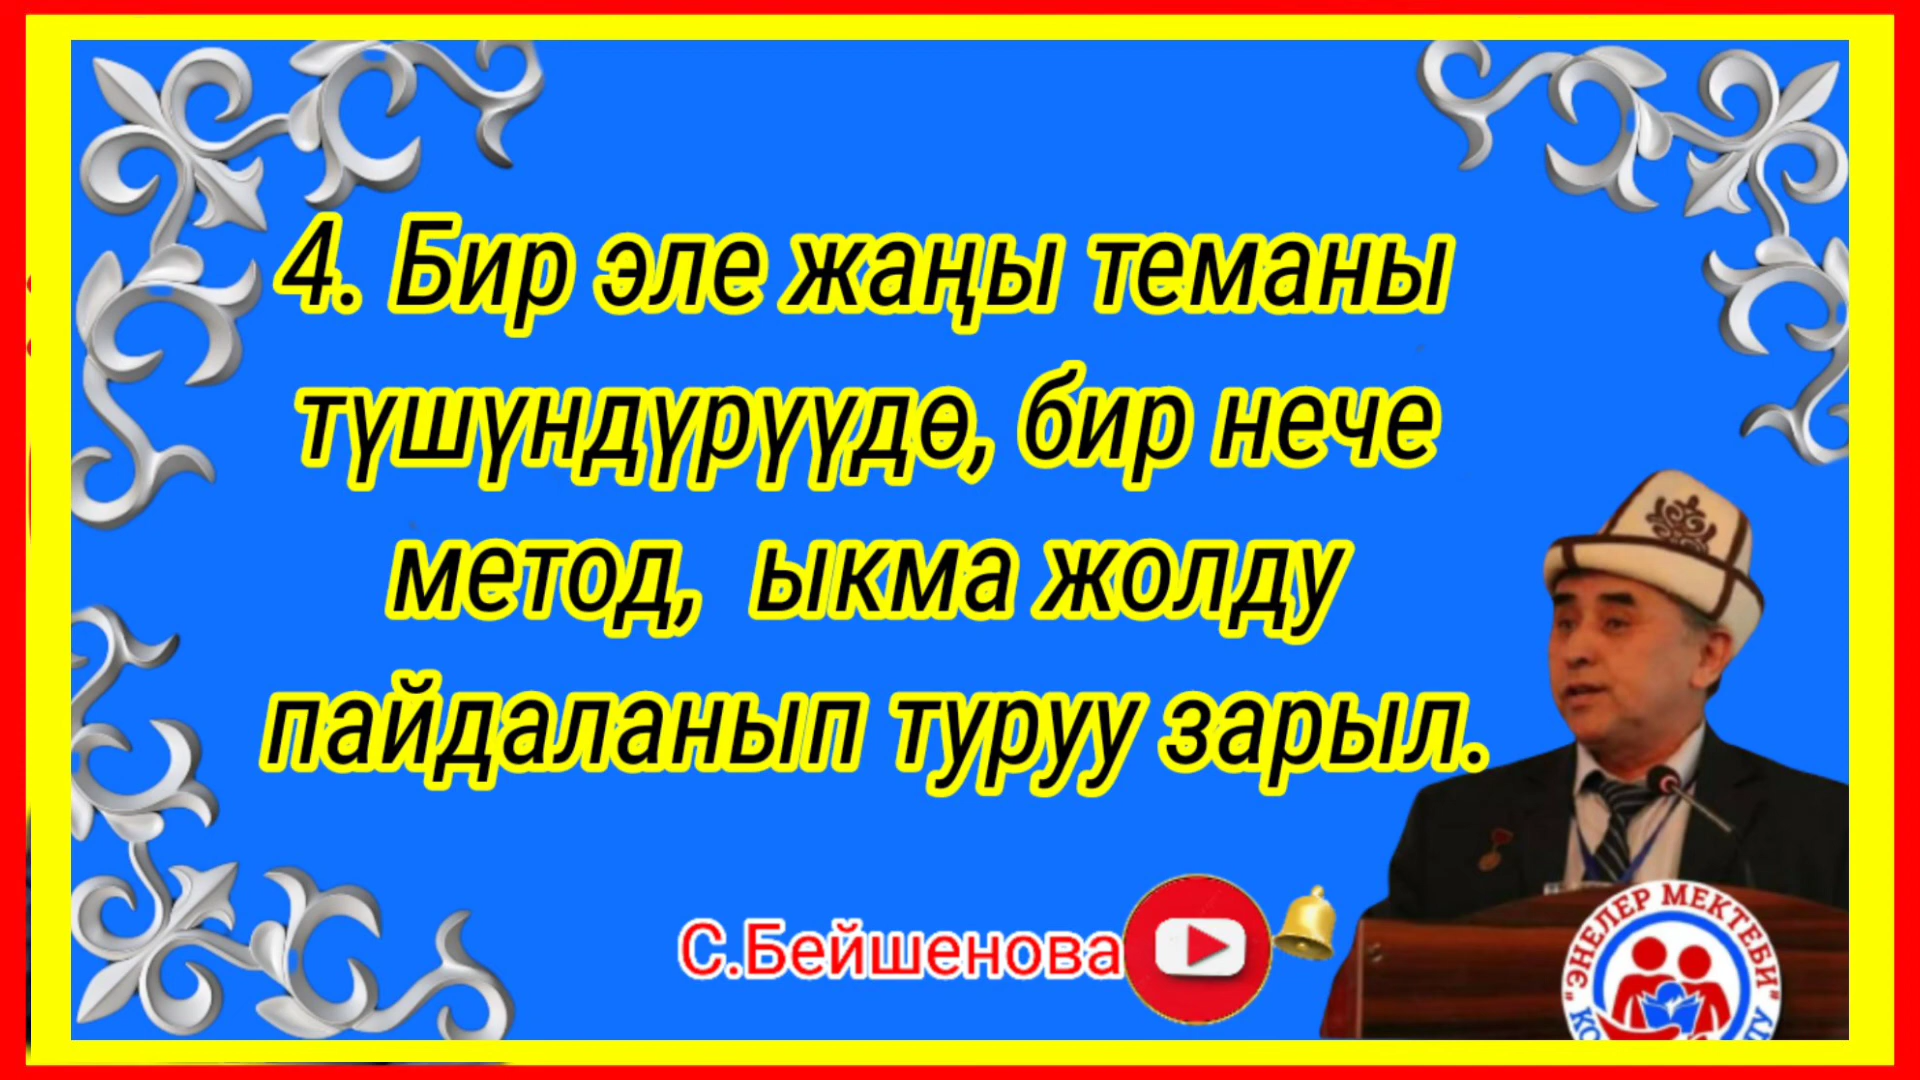 4. Бир эле жаңы теманы
түшүндүрүүдө, бир нече
метод, ыкма жолду
пайдаланып туруу зарыл.
С.Бейшенова
"ЭНЕЛЕР МЕКТЕБИ"